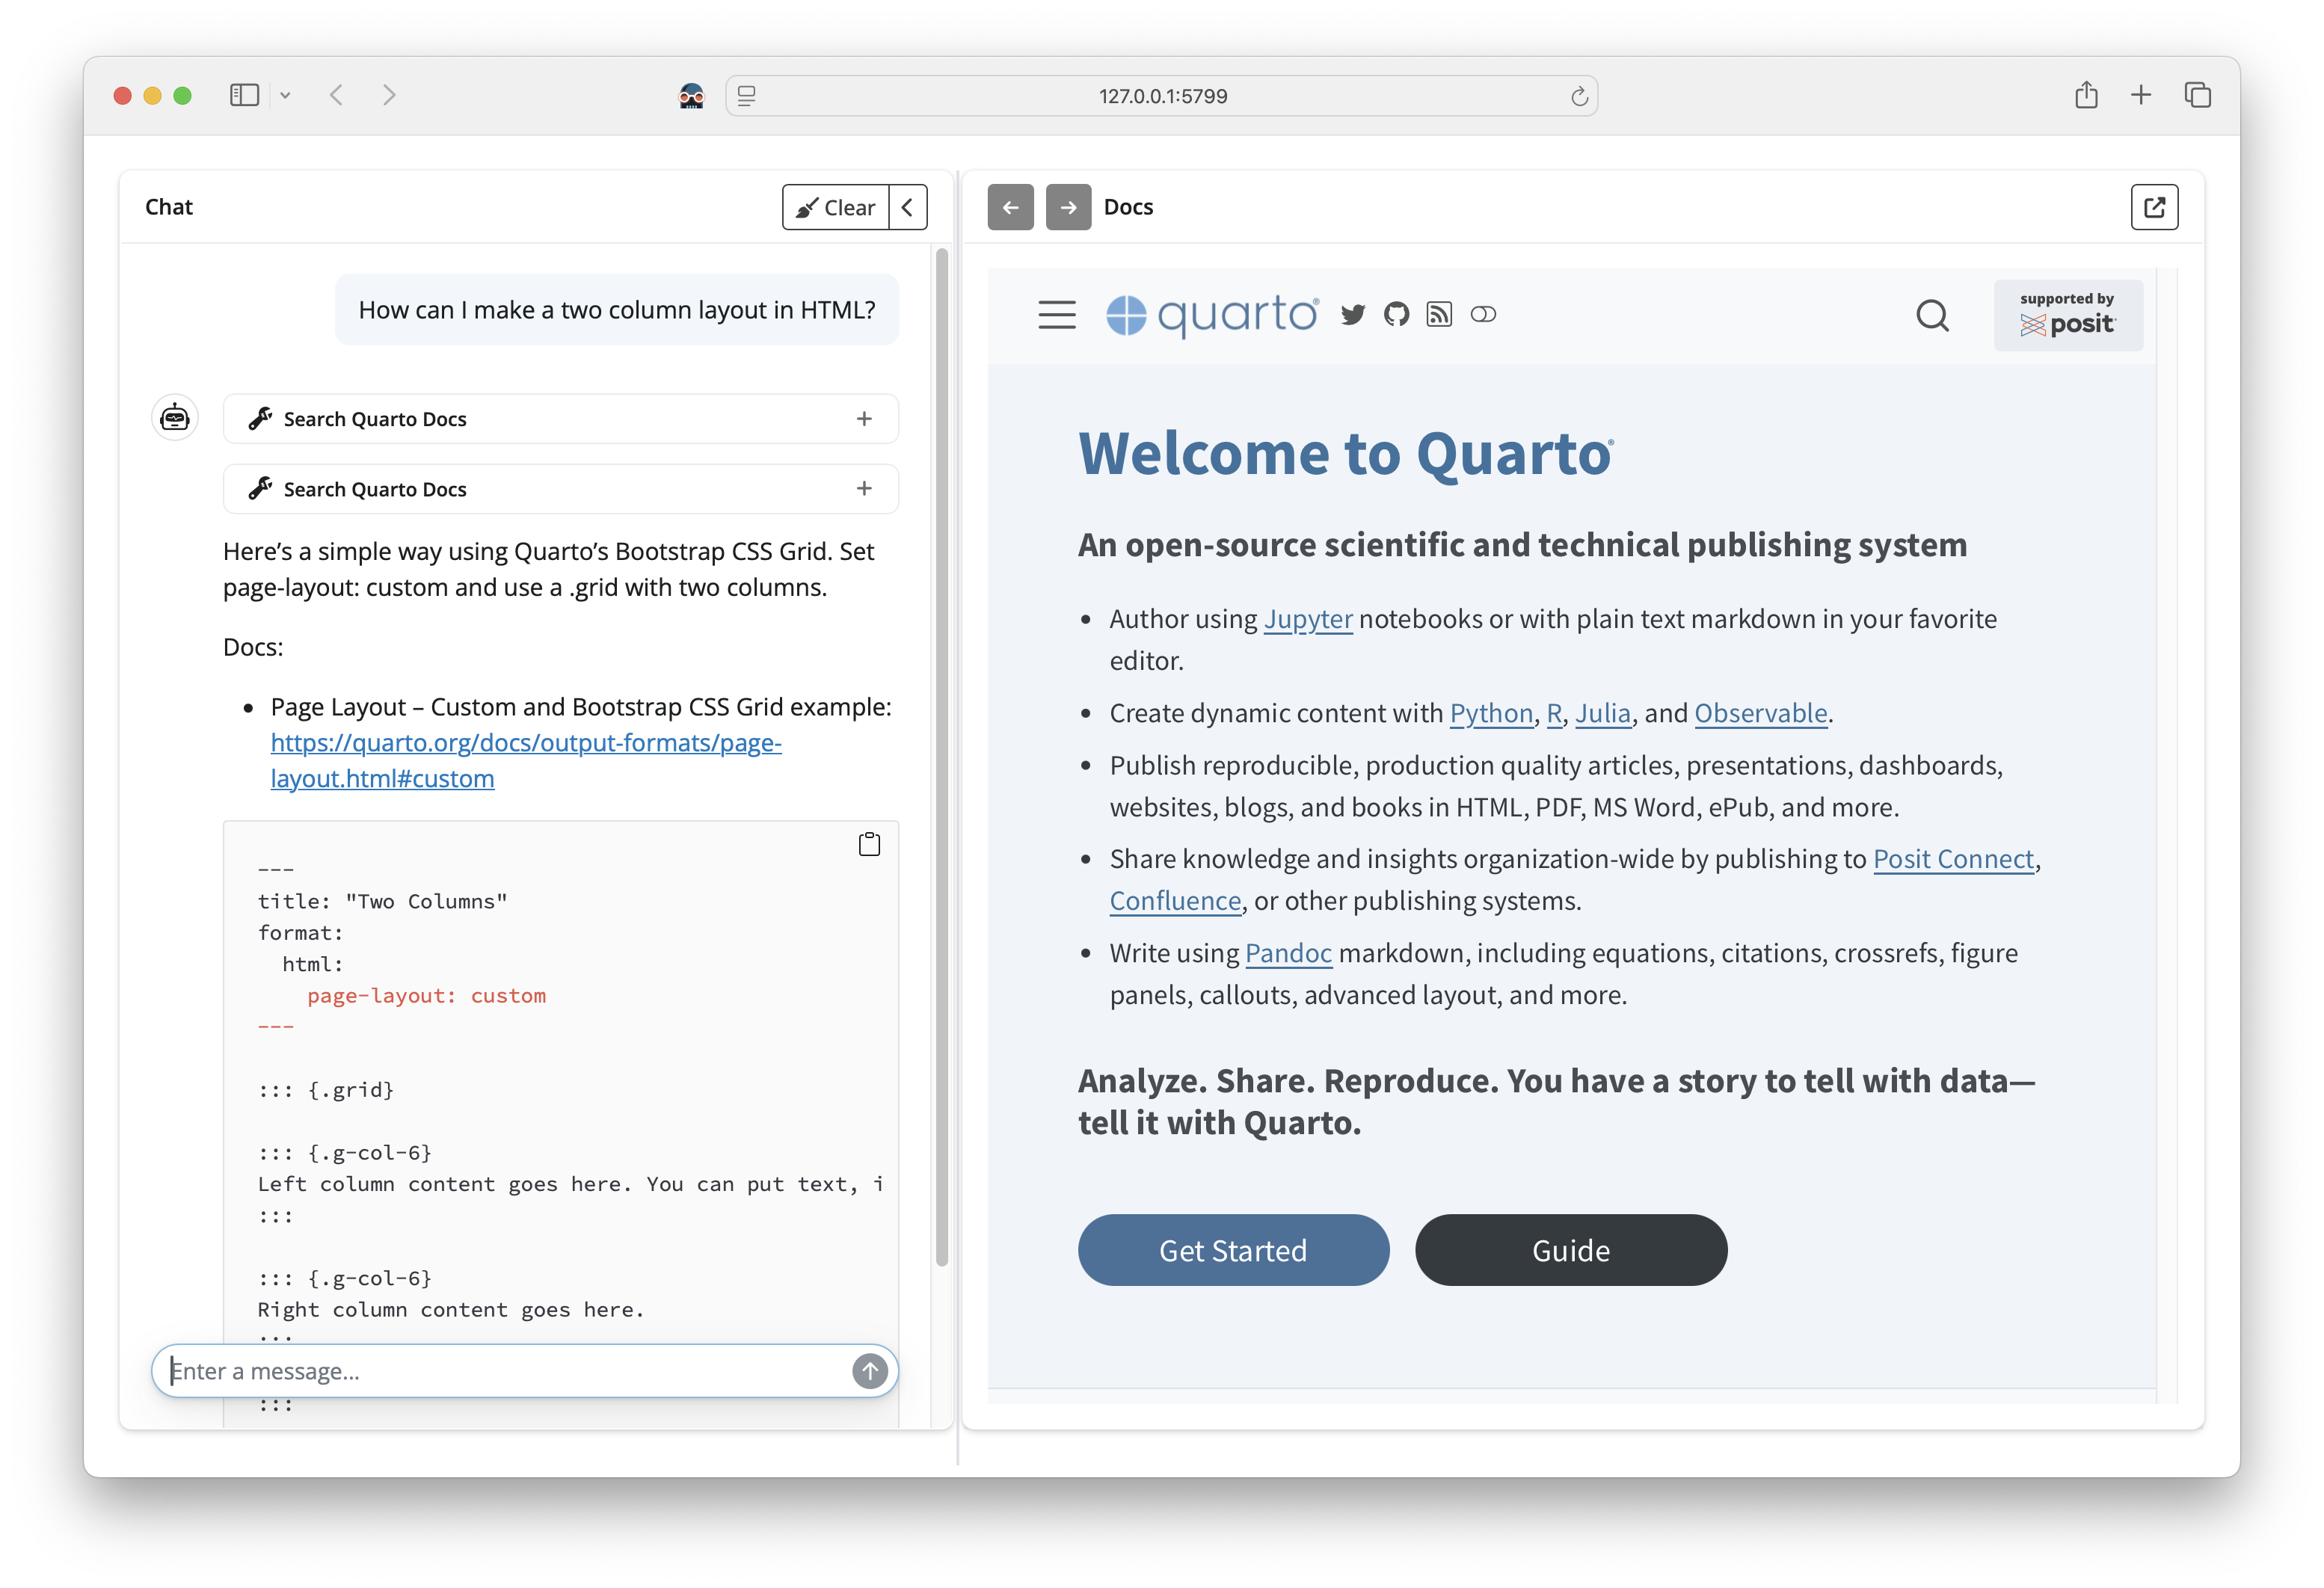 127.0.0.1:5799
Chat
Clear
How can I make a two column layout in HTML?
Search Quarto Docs
Search Quarto Docs
Here’s a simple way using Quarto’s Bootstrap CSS Grid. Set
page-layout: custom and use a .grid with two columns.
Docs:
• Page Layout – Custom and Bootstrap CSS Grid example:
https://quarto.org/docs/output-formats/page-
layout.html#custom
---
title: "Two Columns"
format:
  html:
    page-layout: custom
---
::: {.grid}
::: {.g-col-6}
Left column content goes here. You can put text, i
:::
::: {.g-col-6}
Right column content goes here.
:::
Enter a message...
:::
Docs
quarto®
supported by
posit
Welcome to Quarto®
An open-source scientific and technical publishing system
• Author using Jupyter notebooks or with plain text markdown in your favorite
editor.
• Create dynamic content with Python, R, Julia, and Observable.
• Publish reproducible, production quality articles, presentations, dashboards,
websites, blogs, and books in HTML, PDF, MS Word, ePub, and more.
• Share knowledge and insights organization-wide by publishing to Posit Connect,
Confluence, or other publishing systems.
• Write using Pandoc markdown, including equations, citations, crossrefs, figure
panels, callouts, advanced layout, and more.
Analyze. Share. Reproduce. You have a story to tell with data—
tell it with Quarto.
Get Started
Guide